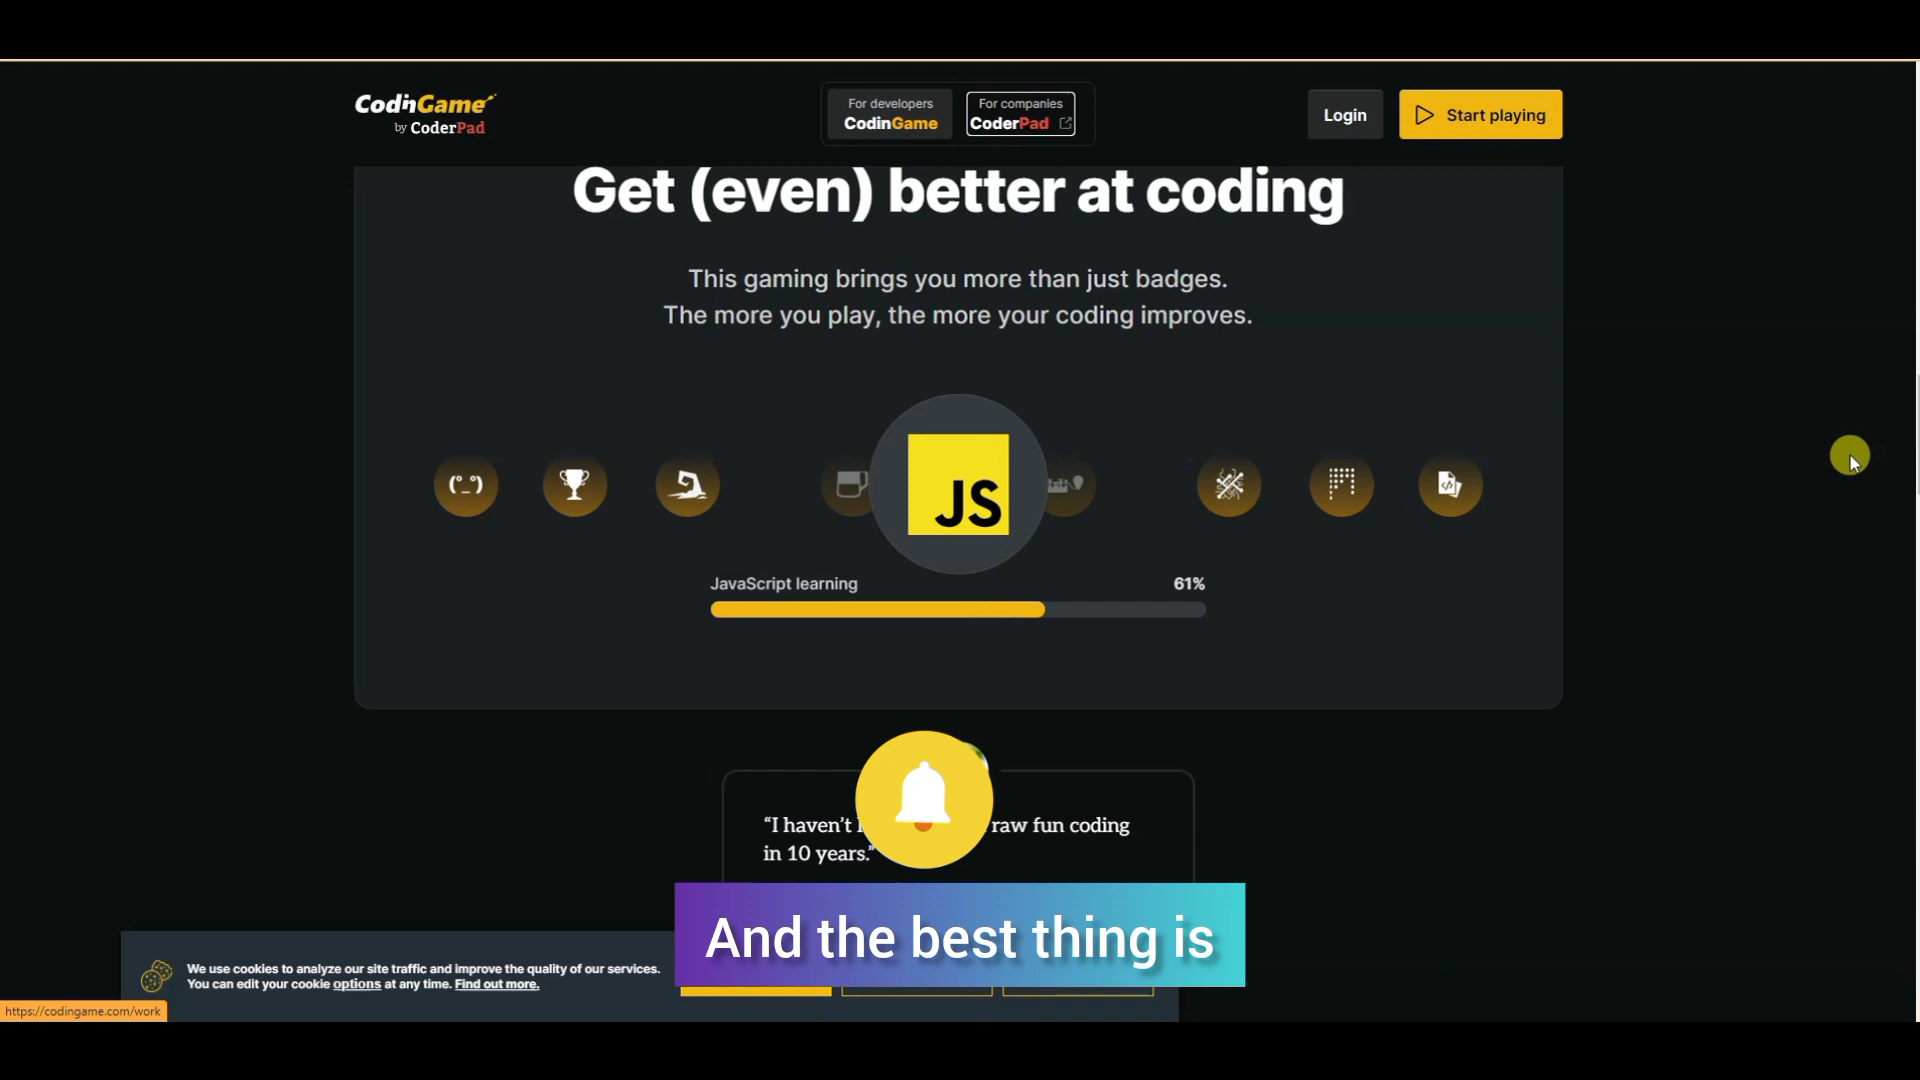 CodinGame
by CoderPad
For developers
CodinGame
For companies
CoderPad
Login
Start playing
Get (even) better at coding
This gaming brings you more than just badges.
The more you play, the more your coding improves.
(°_°)
JS
JavaScript learning
61%
“I haven’t raw fun coding
in 10 years.”
And the best thing is
We use cookies to analyze our site traffic and improve the quality of our services.
You can edit your cookie options at any time. Find out more.
https://codingame.com/work